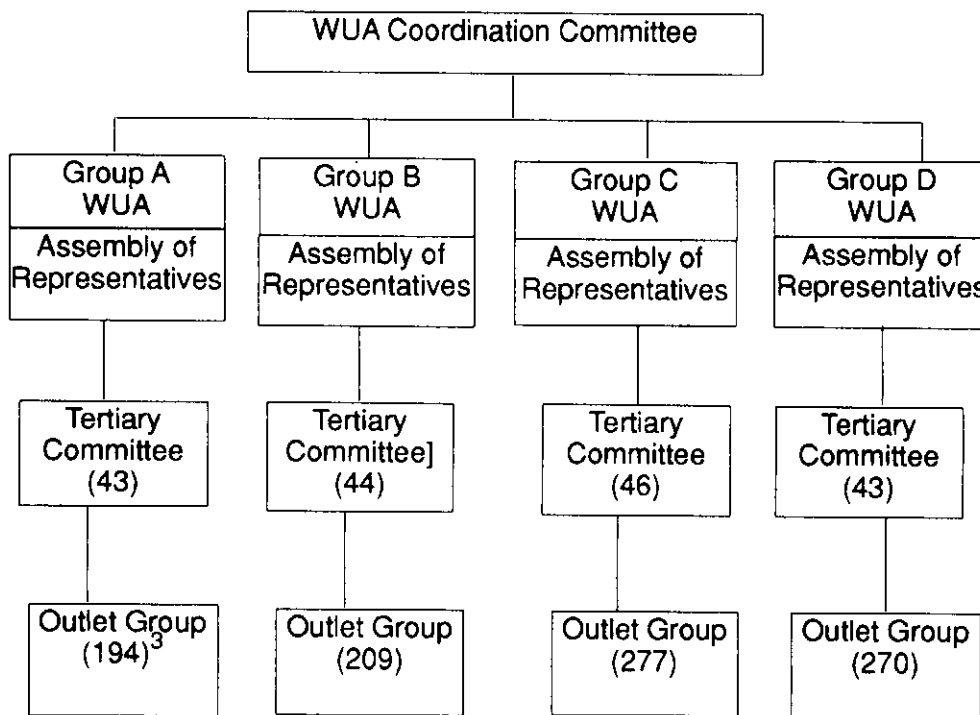 WUA Coordination Committee
Group A
WUA
Assembly of
Representatives
Group B
WUA
Assembly of
Representatives
Group C
WUA
Assembly of
Representatives
Group D
WUA
Assembly of
Representatives
Tertiary
Committee
(43)
Tertiary
Committee]
(44)
Tertiary
Committee
(46)
Tertiary
Committee
(43)
Outlet Group
(194)3
Outlet Group
(209)
Outlet Group
(277)
Outlet Group
(270)